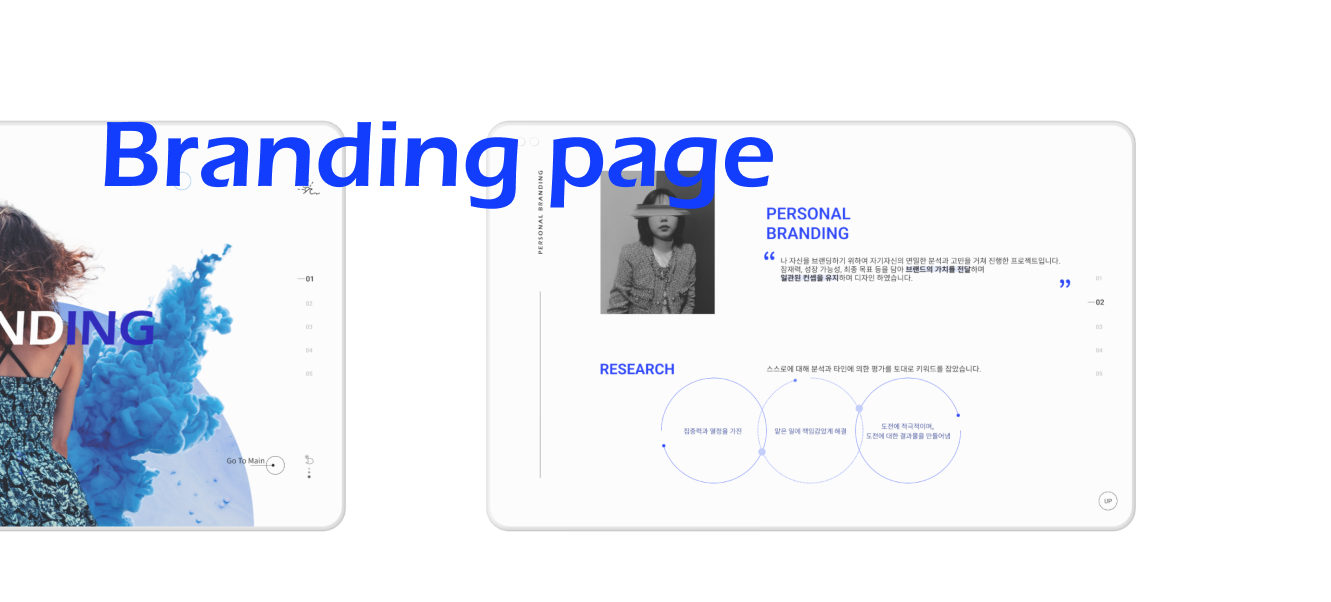 Branding page
NDING
01
02
03
04
05
Go To Main
PERSONAL BRANDING
PERSONAL
BRANDING
“ 나 자신을 브랜딩하기 위하여 자기자신의 면밀한 분석과 고민을 거쳐 진행한 프로젝트입니다.
잠재력, 성장 가능성, 최종 목표 등을 담아 브랜드의 가치를 전달하며
일관된 컨셉을 유지하며 디자인 하였습니다. ”
01
02
03
04
05
RESEARCH
스스로에 대해 분석과 타인에 의한 평가를 토대로 키워드를 잡았습니다.
집중력과 열정을 가진
맡은 일에 책임감있게 해결
도전에 적극적이며,
도전에 대한 결과물을 만들어냄
UP